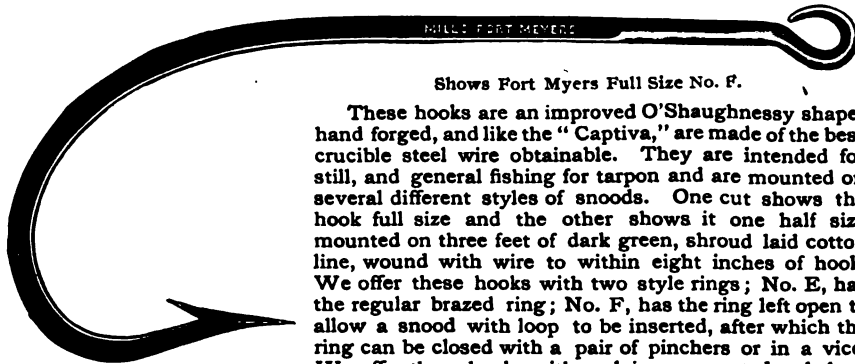 MILLS FORT MEYERS
Shows Fort Myers Full Size No. F.
These hooks are an improved O'Shaughnessy shape
hand forged, and like the " Captiva," are made of the bes
crucible steel wire obtainable. They are intended fo
still, and general fishing for tarpon and are mounted o
several different styles of snoods. One cut shows th
hook full size and the other shows it one half siz
mounted on three feet of dark green, shroud laid cotto
line, wound with wire to within eight inches of hook
We offer these hooks with two style rings; No. E, ha
the regular brazed ring; No. F, has the ring left open t
allow a snood with loop to be inserted, after which th
ring can be closed with a pair of pinchers or in a vice